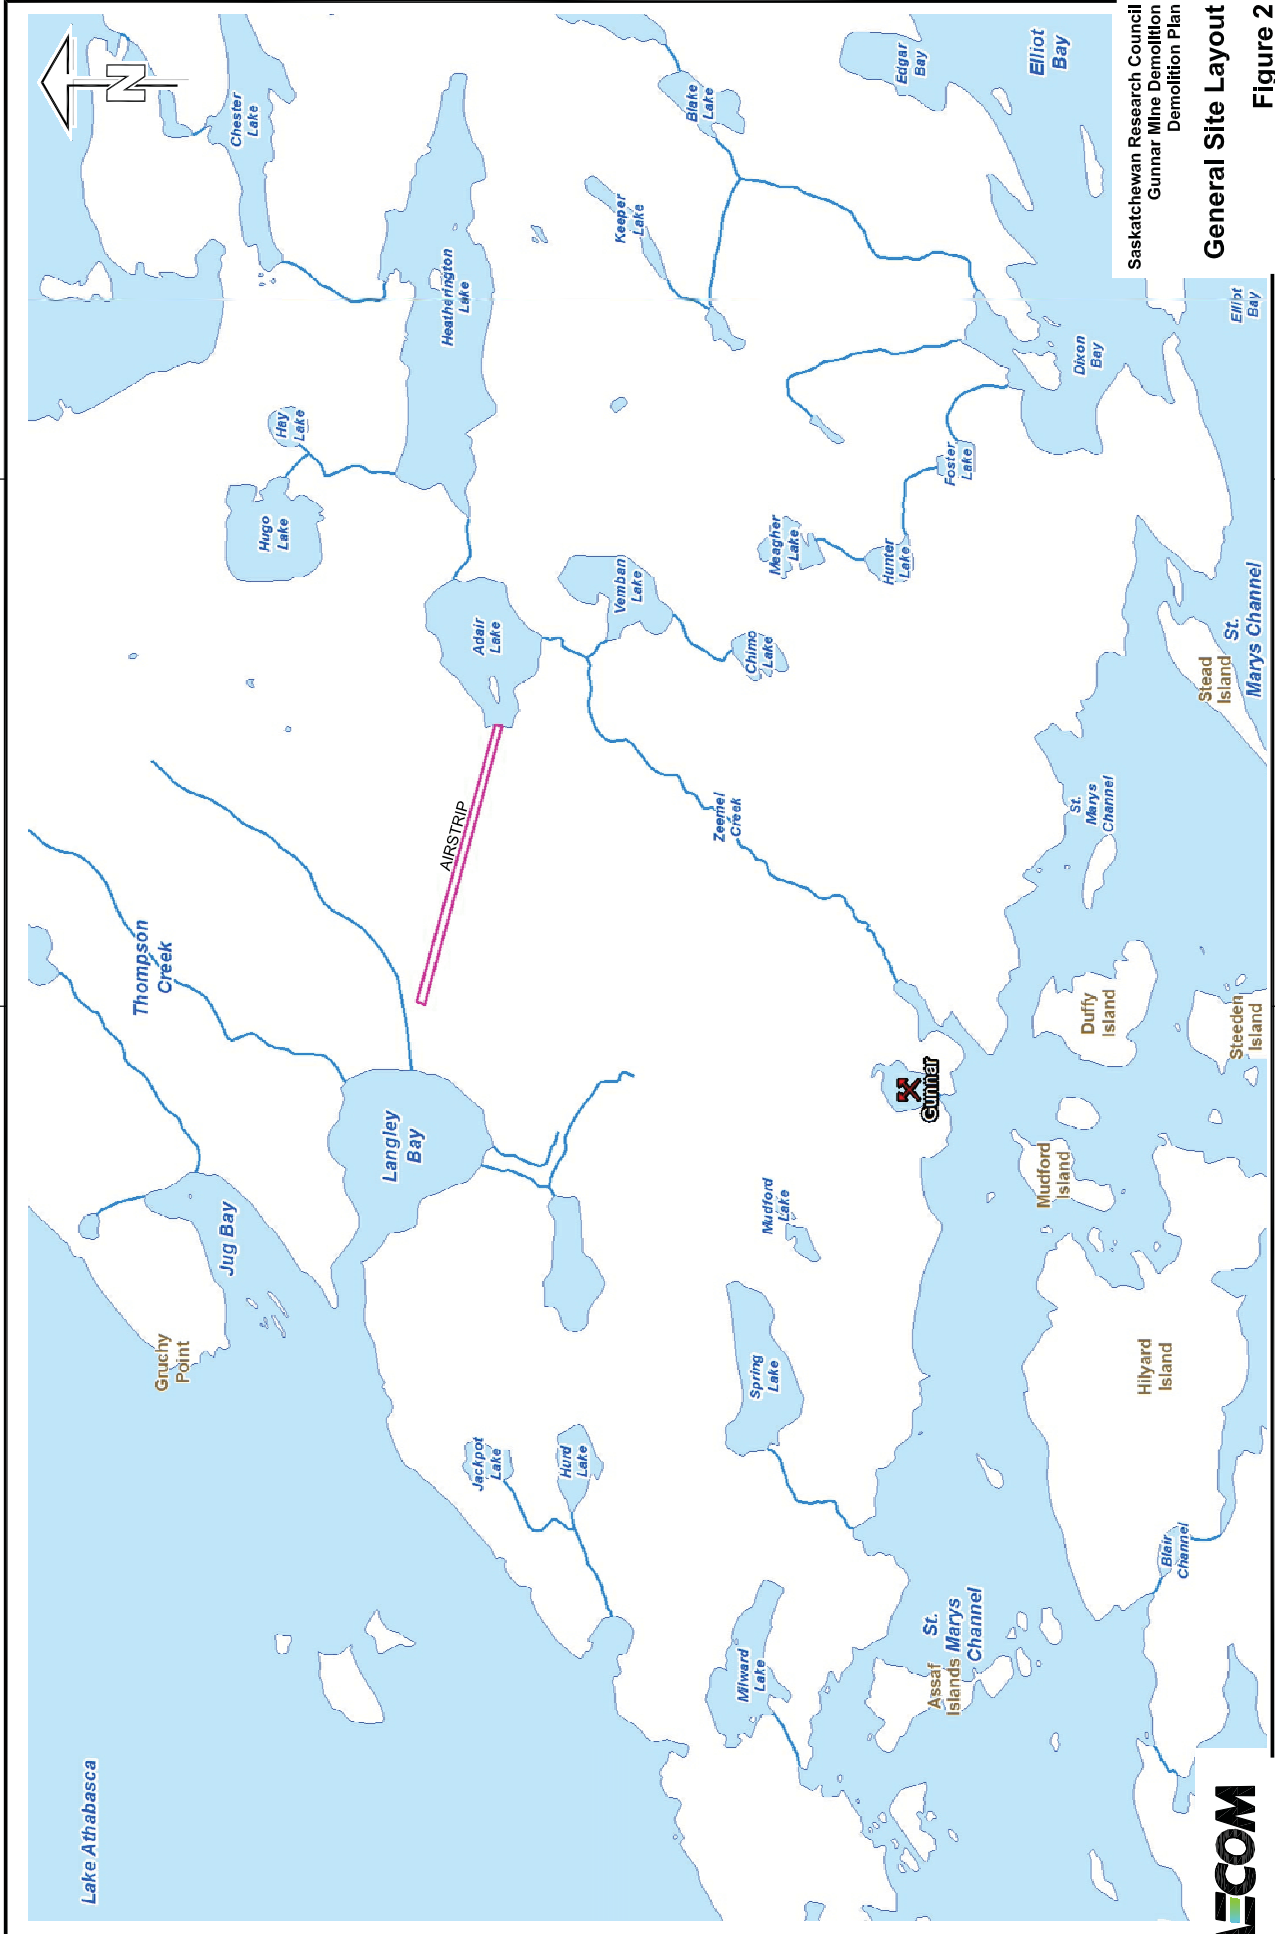 Saskatchewan Research Council
Gunnar MIne Demolition
Demolition Plan
General Site Layout
Figure 2
N
Lake Athabasca
Gruchy
Point
Jug Bay
Thompson
Creek
Chester
Lake
Hay
Lake
Hugo
Lake
Langley
Bay
AIRSTRIP
Heatherington
Lake
Adair
Lake
Jackpot
Lake
Hurd
Lake
Vemban
Lake
Keeper
Lake
Blake
Lake
Milward
Lake
Spring
Lake
Mudford
Lake
Zeemel
Creek
Chimo
Lake
Meagher
Lake
Hunter
Lake
Foster
Lake
Edgar
Bay
Elliot
Bay
Gunnar
Assaf
Islands
St.
Marys
Channel
Mudford
Island
Duffy
Island
St.
Marys
Channel
Dixon
Bay
Hilyard
Island
Blair
Channel
Steeden
Island
Stead
Island
St.
Marys Channel
Elliot
Bay
AECOM